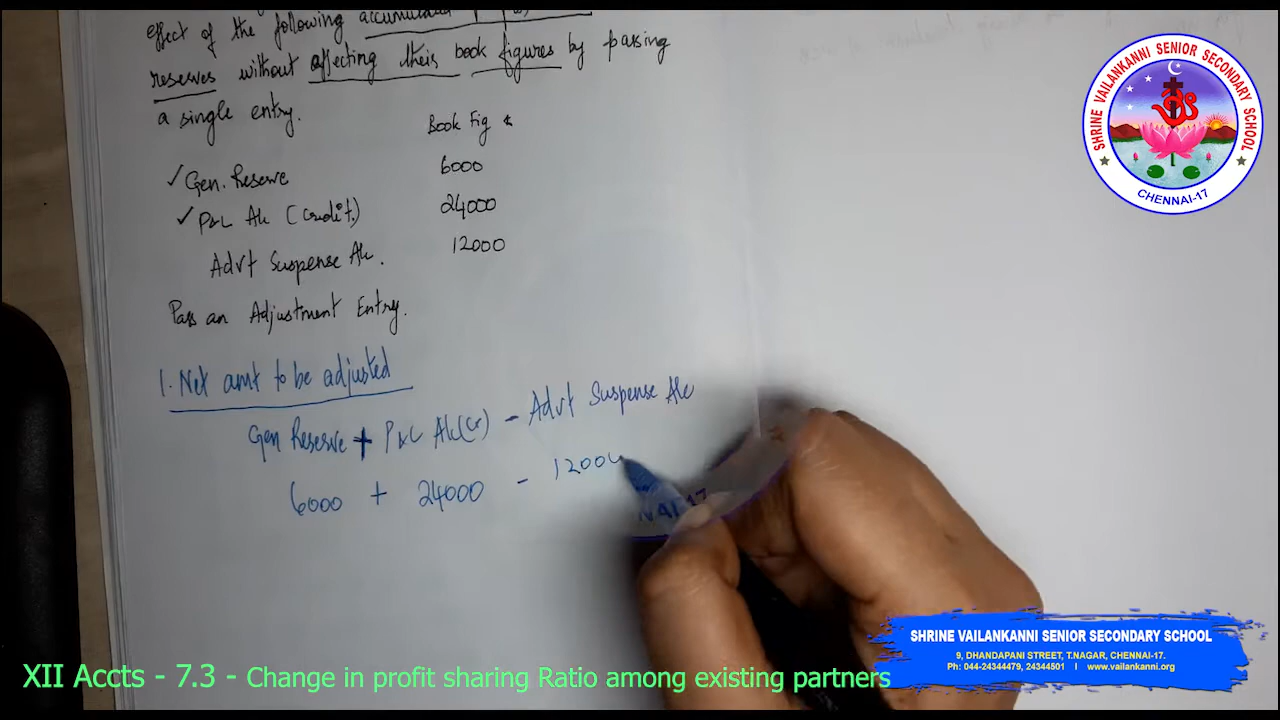 effect of the following accumulated
reserves without affecting their book figures by passing
a single entry.
Book Fig ₹
✓ Gen. Reserve 6000
✓ P&L A/c (Credit) 24000
Advt Suspense A/c. 12000
Pass an Adjustment Entry.
1. Net amt to be adjusted
Gen Reserve + P&L A/c (Cr) - Advt Suspense A/c
6000 + 24000 - 12000
SHRINE VAILANKANNI SENIOR SECONDARY SCHOOL
CHENNAI-17
SHRINE VAILANKANNI SENIOR SECONDARY SCHOOL
9, DHANDAPANI STREET, T.NAGAR, CHENNAI-17.
Ph: 044-24344479, 24344501 I www.vailankanni.org
XII Accts - 7.3 - Change in profit sharing Ratio among existing partners